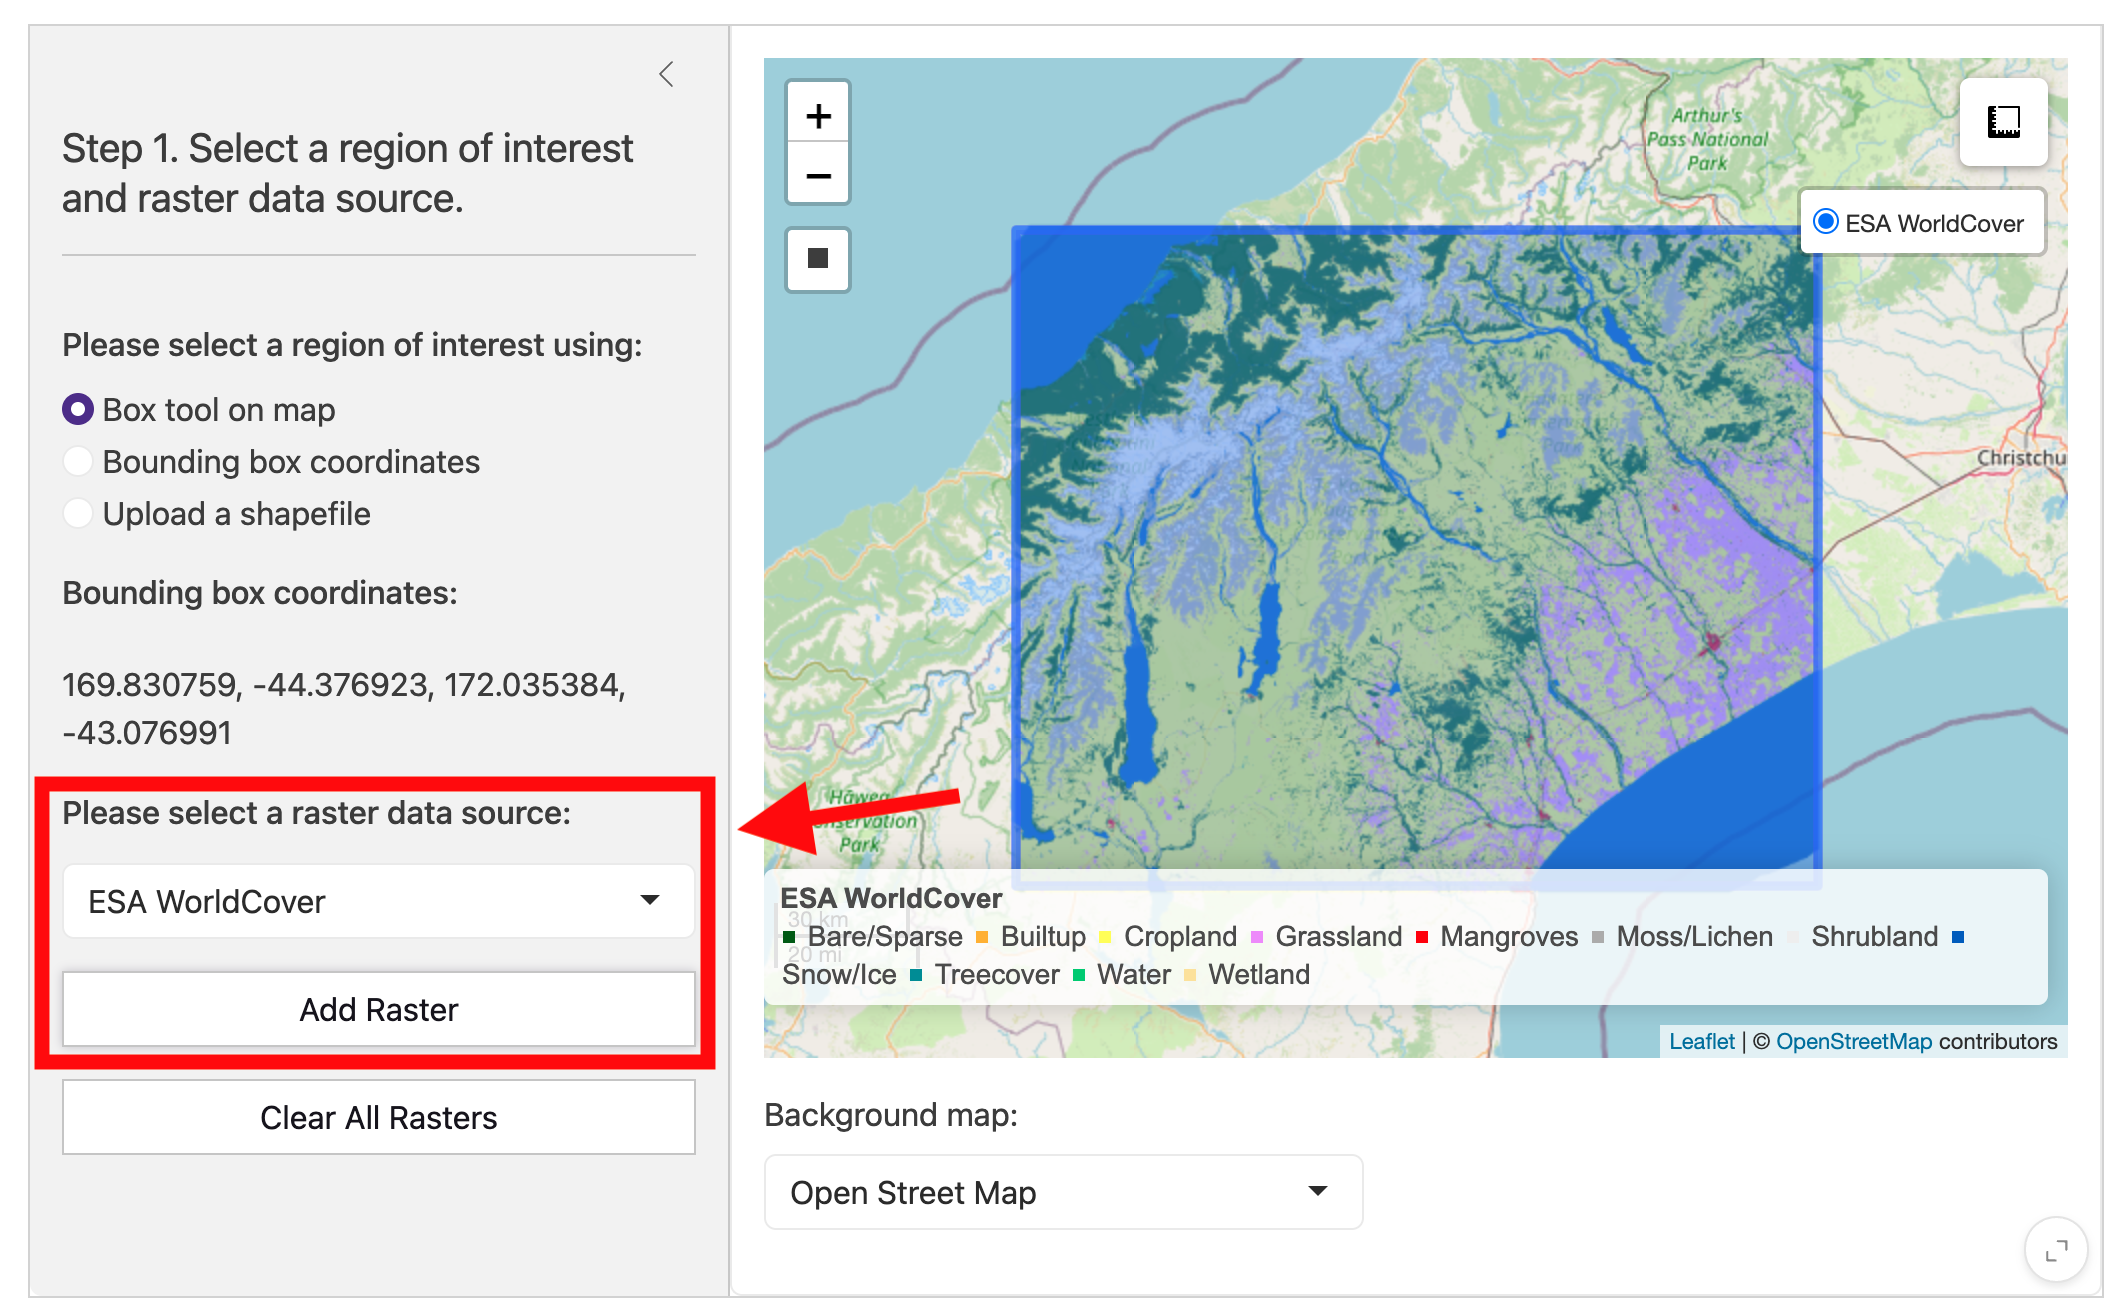 Step 1. Select a region of interest
and raster data source.
Please select a region of interest using:
Box tool on map
Bounding box coordinates
Upload a shapefile
Bounding box coordinates:
169.830759, -44.376923, 172.035384,
-43.076991
Please select a raster data source:
ESA WorldCover
Add Raster
Clear All Rasters
+
−
Arthur's
Pass National
Park
ESA WorldCover
Christchu
Hāwea
Conservation
Park
ESA WorldCover
30 km
Bare/Sparse Builtup Cropland Grassland Mangroves Moss/Lichen Shrubland
20 mi
Snow/Ice Treecover Water Wetland
Leaflet | © OpenStreetMap contributors
Background map:
Open Street Map